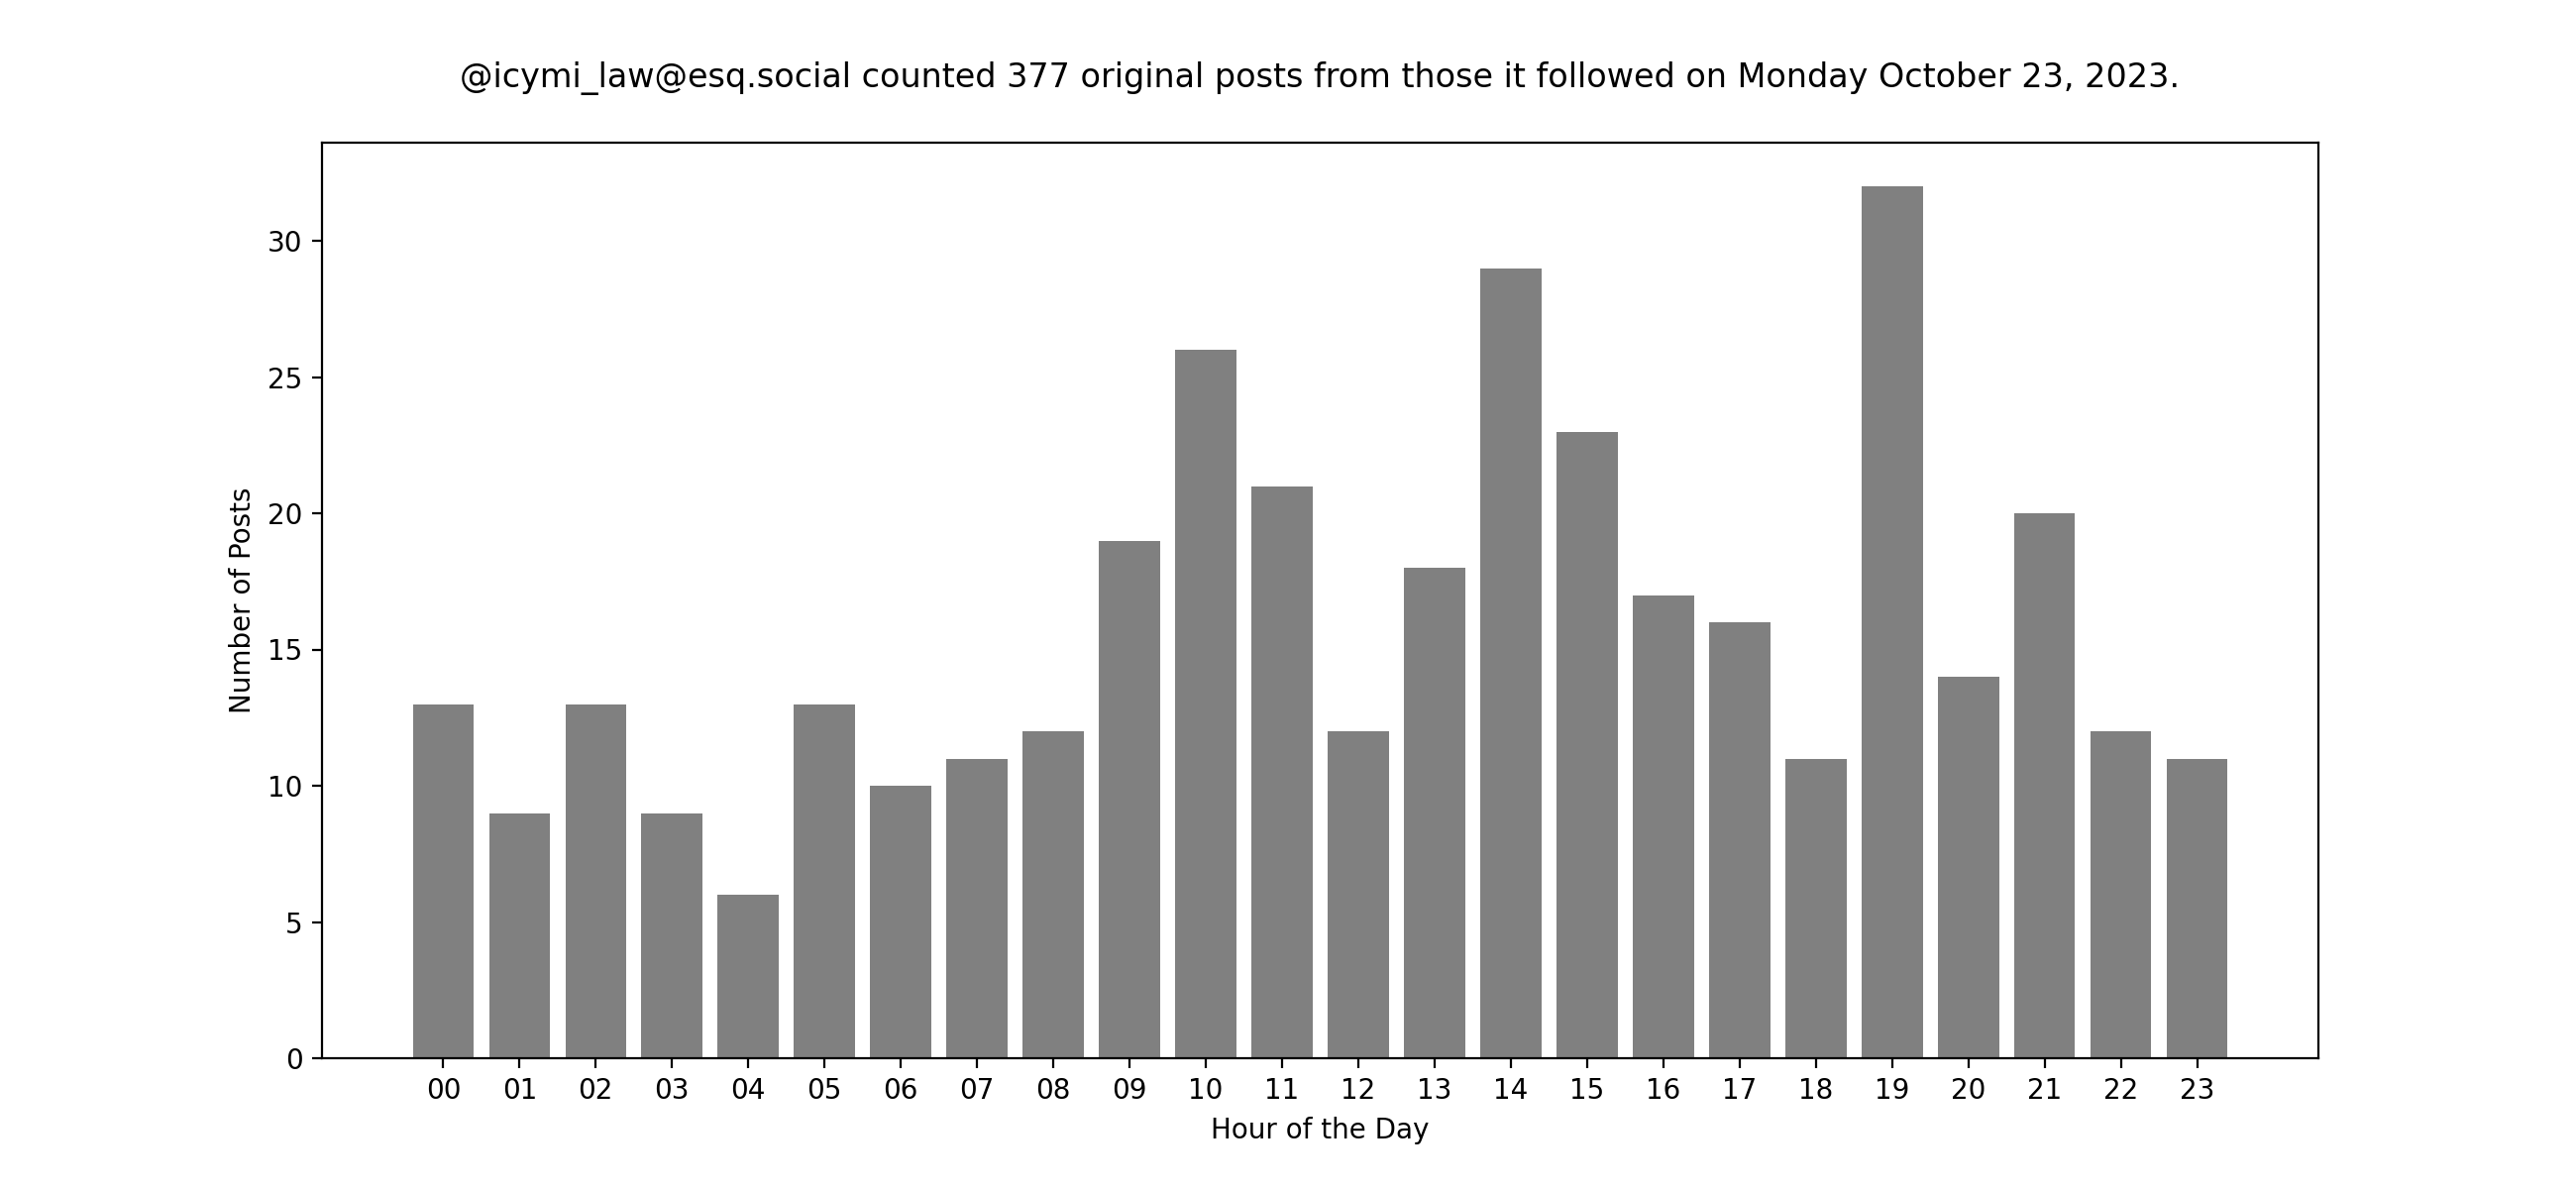 @icymi_law@esq.social counted 377 original posts from those it followed on Monday October 23, 2023.
30
25
20
15
10
5
0
Number of Posts
00 01 02 03 04 05 06 07 08 09 10 11 12 13 14 15 16 17 18 19 20 21 22 23
Hour of the Day